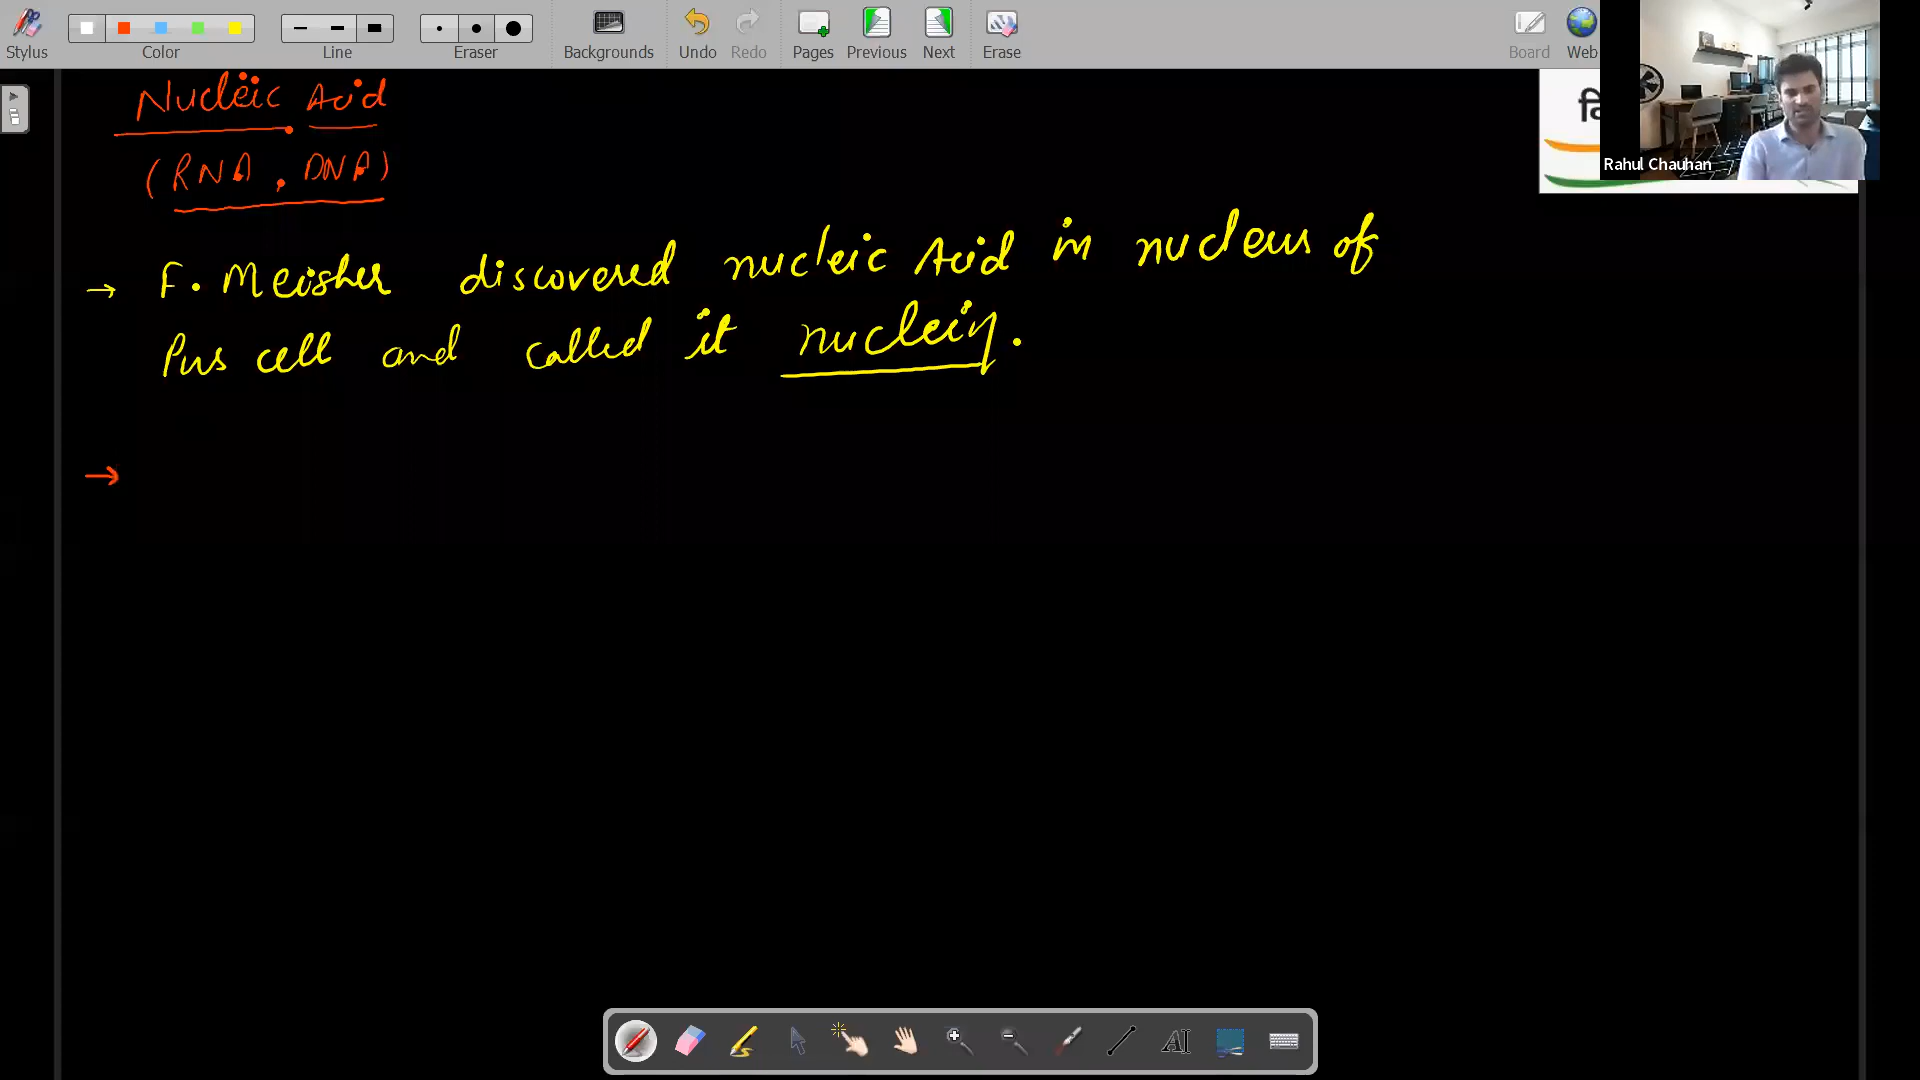 Stylus
Color
Line
Eraser
Backgrounds
Undo
Redo
Pages
Previous
Next
Erase
Board
Web
Rahul Chauhan
Nucleic Acid
(RNA, DNA)
→ F. Meisher discovered nucleic Acid in nucleus of
Pus cell and called it nuclein.
→
AI